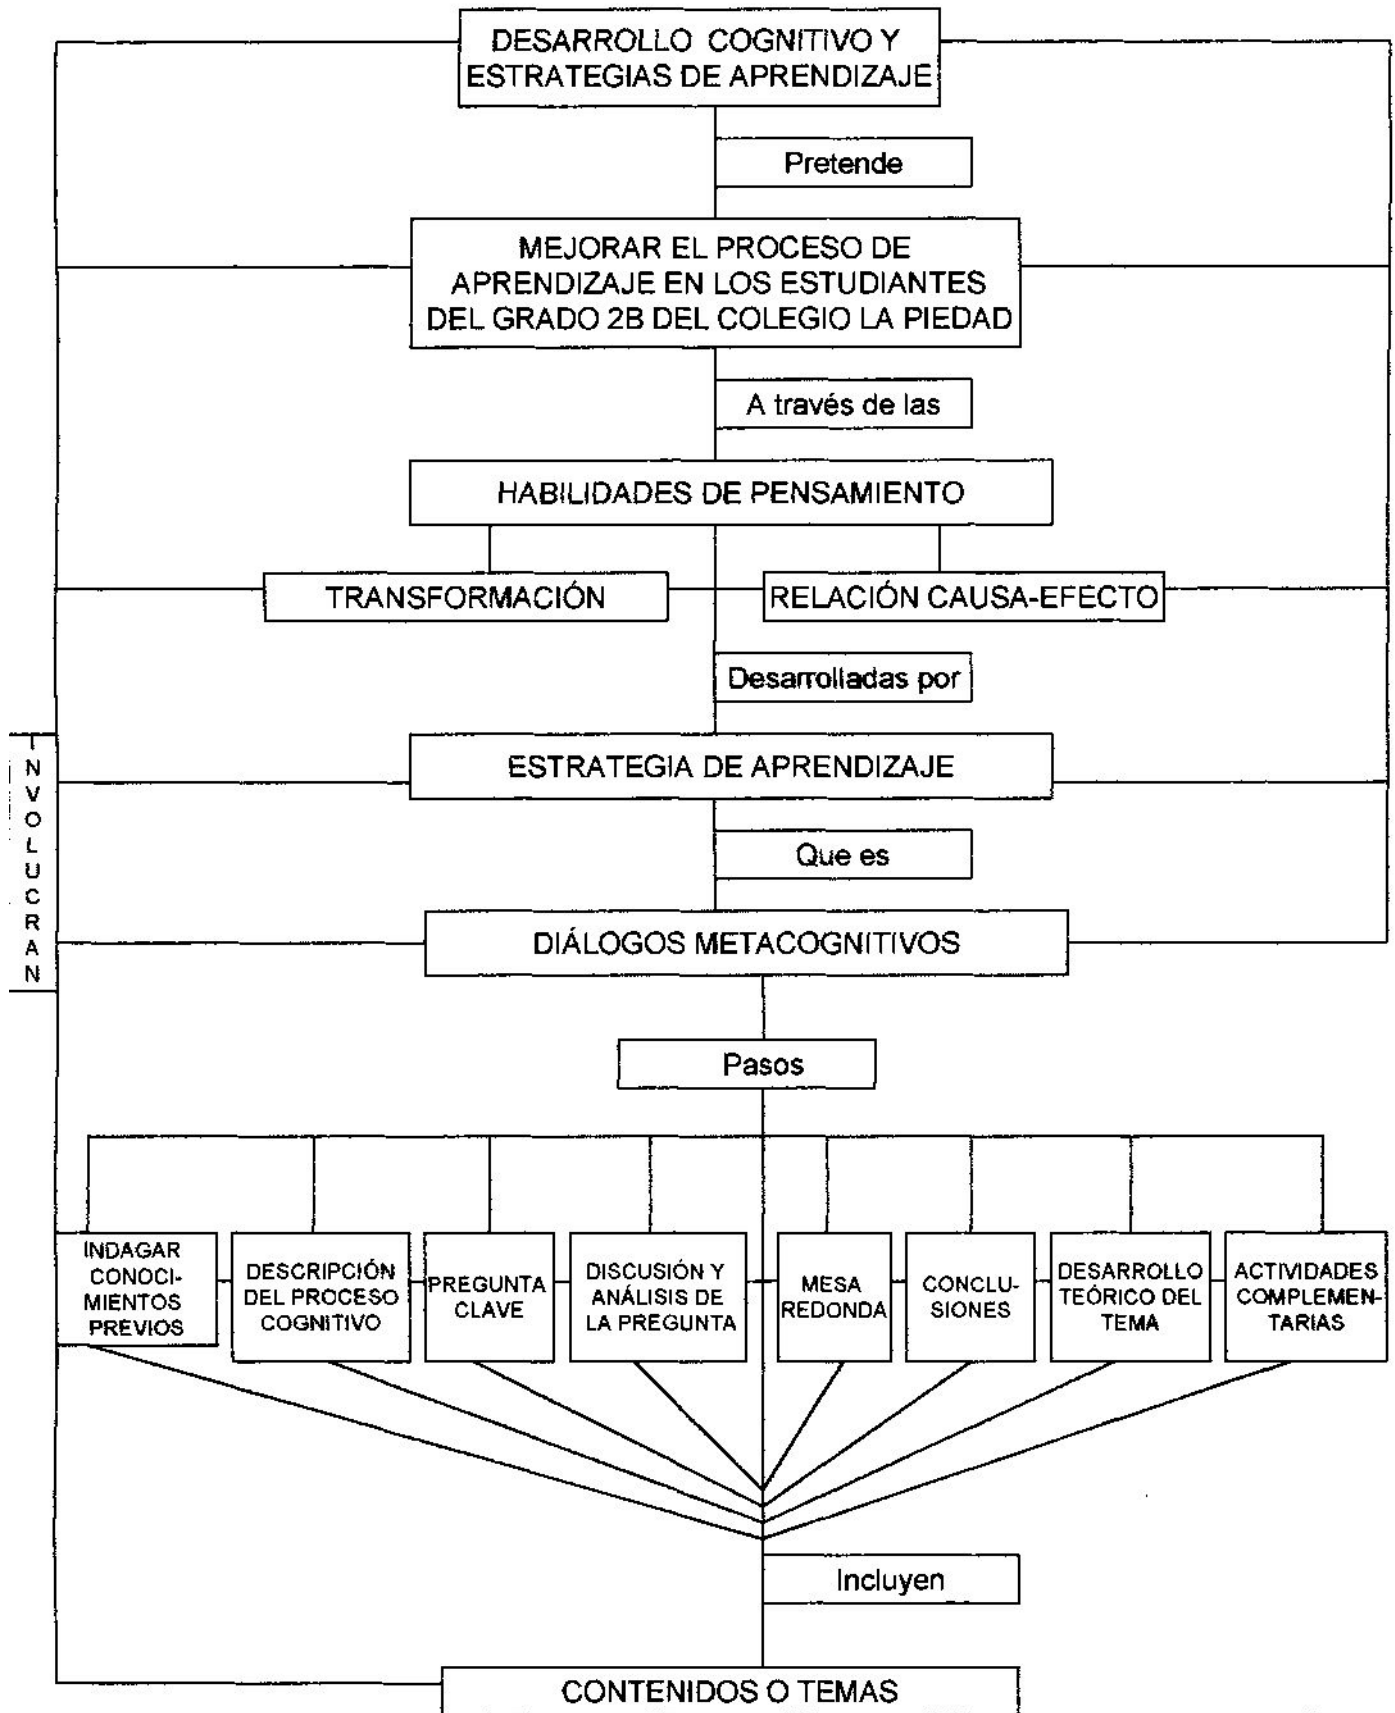 DESARROLLO COGNITIVO Y
ESTRATEGIAS DE APRENDIZAJE
Pretende
MEJORAR EL PROCESO DE
APRENDIZAJE EN LOS ESTUDIANTES
DEL GRADO 2B DEL COLEGIO LA PIEDAD
A través de las
HABILIDADES DE PENSAMIENTO
TRANSFORMACIÓN
RELACIÓN CAUSA-EFECTO
Desarrolladas por
ESTRATEGIA DE APRENDIZAJE
Que es
DIÁLOGOS METACOGNITIVOS
INVOLUCRAN
Pasos
INDAGAR
CONOCI-
MIENTOS
PREVIOS
DESCRIPCIÓN
DEL PROCESO
COGNITIVO
PREGUNTA
CLAVE
DISCUSIÓN Y
ANÁLISIS DE
LA PREGUNTA
MESA
REDONDA
CONCLU-
SIONES
DESARROLLO
TEÓRICO DEL
TEMA
ACTIVIDADES
COMPLEMEN-
TARIAS
Incluyen
CONTENIDOS O TEMAS